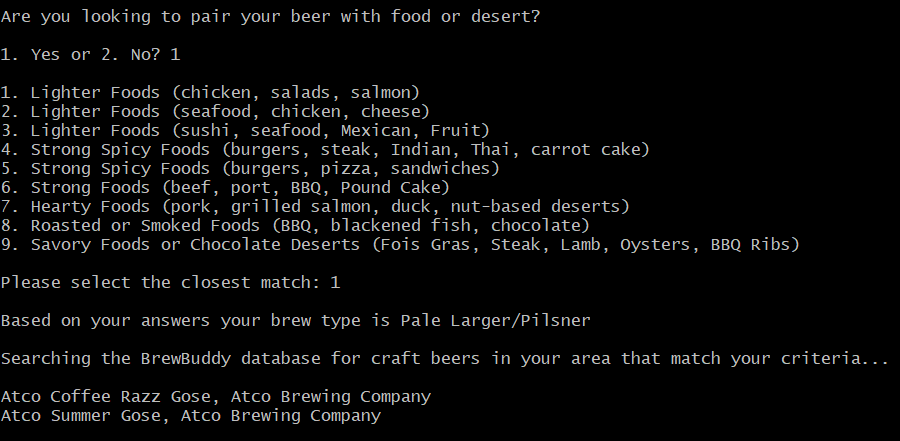 Are you looking to pair your beer with food or desert?
1. Yes or 2. No? 1
1. Lighter Foods (chicken, salads, salmon)
2. Lighter Foods (seafood, chicken, cheese)
3. Lighter Foods (sushi, seafood, Mexican, Fruit)
4. Strong Spicy Foods (burgers, steak, Indian, Thai, carrot cake)
5. Strong Spicy Foods (burgers, pizza, sandwiches)
6. Strong Foods (beef, port, BBQ, Pound Cake)
7. Hearty Foods (pork, grilled salmon, duck, nut-based deserts)
8. Roasted or Smoked Foods (BBQ, blackened fish, chocolate)
9. Savory Foods or Chocolate Deserts (Fois Gras, Steak, Lamb, Oysters, BBQ Ribs)
Please select the closest match: 1
Based on your answers your brew type is Pale Larger/Pilsner
Searching the BrewBuddy database for craft beers in your area that match your criteria...
Atco Coffee Razz Gose, Atco Brewing Company
Atco Summer Gose, Atco Brewing Company